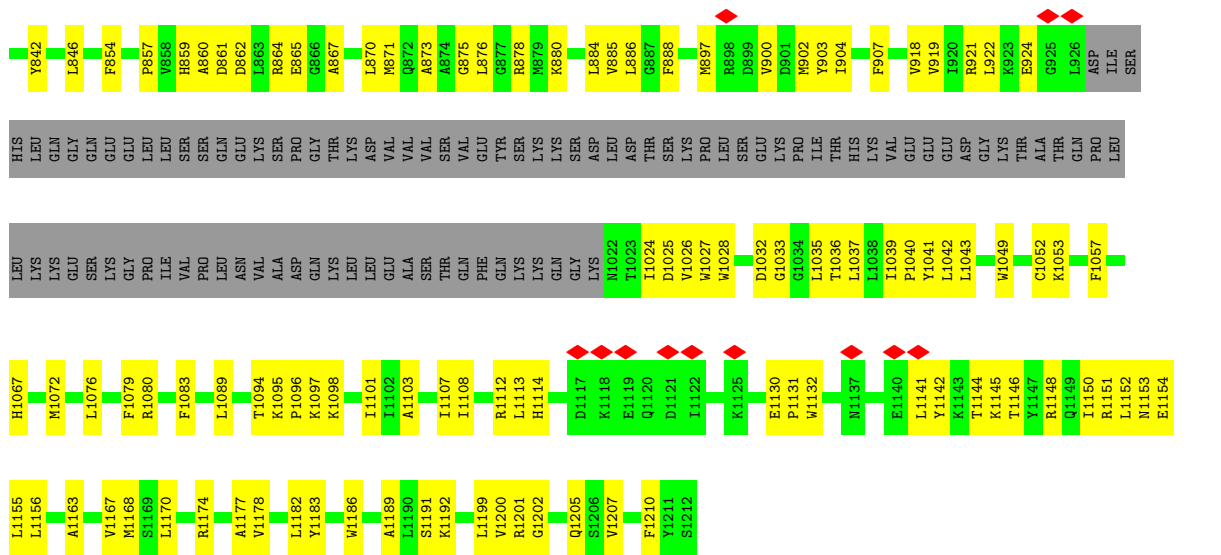 Y842 L846 F854 P857 V858 H859 A860 D861 D862 L863 R864 E865 G866 A867 L870 M871 Q872 A873 A874 G875 L876 G877 R878 M879 K880 L884 V885 L886 G887 F888 M897 R898 D899 V900 D901 M902 Y903 I904 F907 V918 V919 I920 R921 L922 K923 E924 G925 L926 ASP ILE SER
HIS LEU GLN GLY GLN GLU GLU LEU LEU SER SER GLN GLU LYS SER PRO GLY THR LYS ASP VAL VAL VAL SER VAL GLU TYR SER LYS LYS SER ASP LEU ASP THR SER LYS PRO LEU SER GLU LYS PRO ILE THR HIS LYS VAL GLU GLU GLU ASP GLY LYS THR ALA THR GLN PRO LEU
LEU LYS LYS GLU SER LYS GLY PRO ILE VAL PRO LEU ASN VAL ALA ASP GLN LYS LEU LEU GLU ALA SER THR GLN PHE GLN LYS LYS GLN GLY LYS N1022 T1023 I1024 D1025 V1026 W1027 W1028 D1032 G1033 G1034 L1035 T1036 L1037 L1038 I1039 P1040 Y1041 L1042 L1043 W1049 C1052 K1053 F1057
H1067 M1072 L1076 F1079 R1080 F1083 L1089 T1094 K1095 P1096 K1097 K1098 I1101 I1102 A1103 I1107 I1108 R1112 L1113 H1114 D1117 K1118 E1119 Q1120 D1121 I1122 K1125 E1130 P1131 W1132 N1137 E1140 L1141 Y1142 K1143 T1144 K1145 T1146 Y1147 R1148 Q1149 I1150 R1151 L1152 N1153 E1154
L1155 L1156 A1163 V1167 M1168 S1169 L1170 R1174 A1177 V1178 L1182 Y1183 W1186 A1189 L1190 S1191 K1192 L1199 V1200 R1201 G1202 Q1205 S1206 V1207 F1210 Y1211 S1212